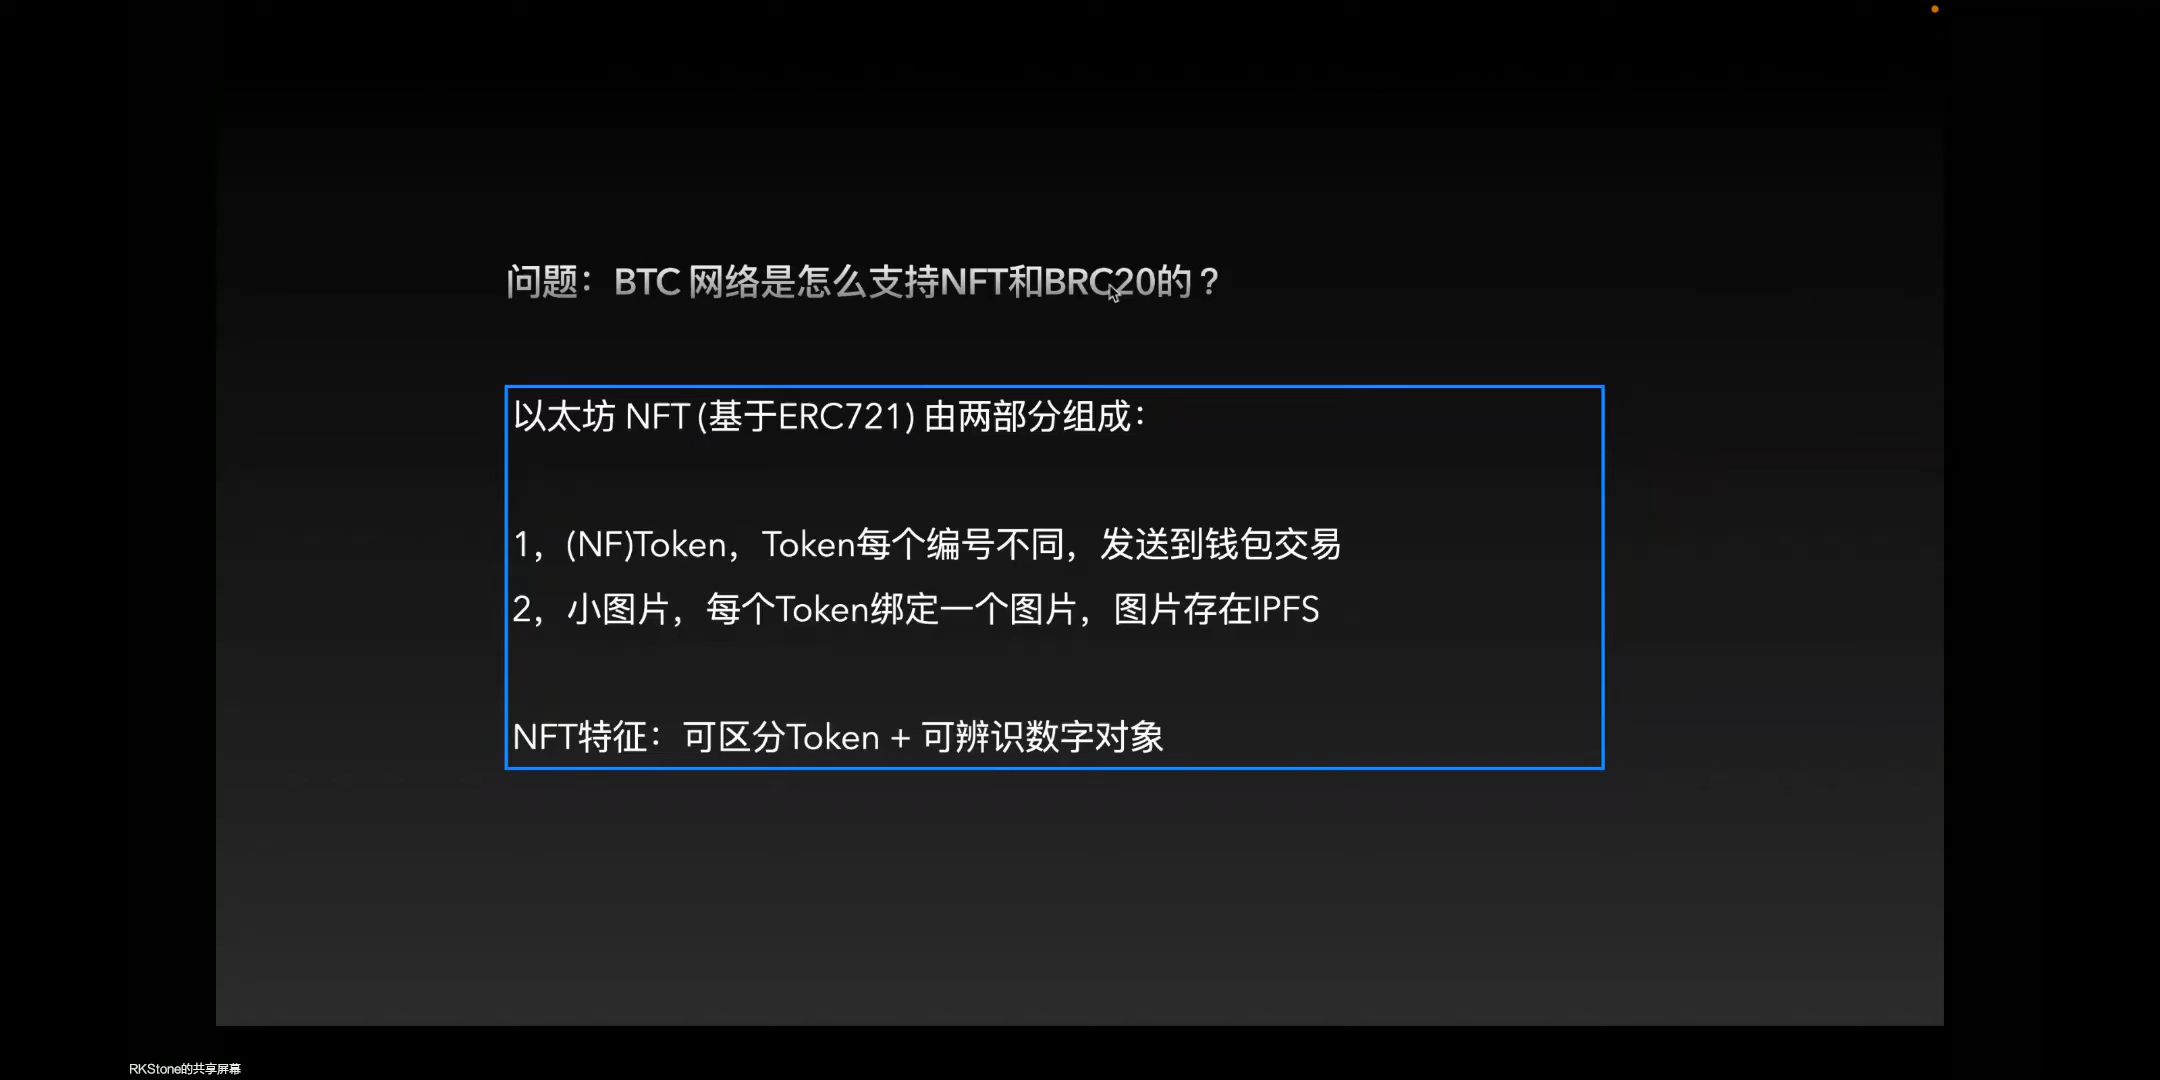 问题：BTC 网络是怎么支持NFT和BRC20的？
以太坊 NFT (基于ERC721) 由两部分组成：
1，(NF)Token，Token每个编号不同，发送到钱包交易
2，小图片，每个Token绑定一个图片，图片存在IPFS
NFT特征：可区分Token + 可辨识数字对象
RKStone的共享屏幕